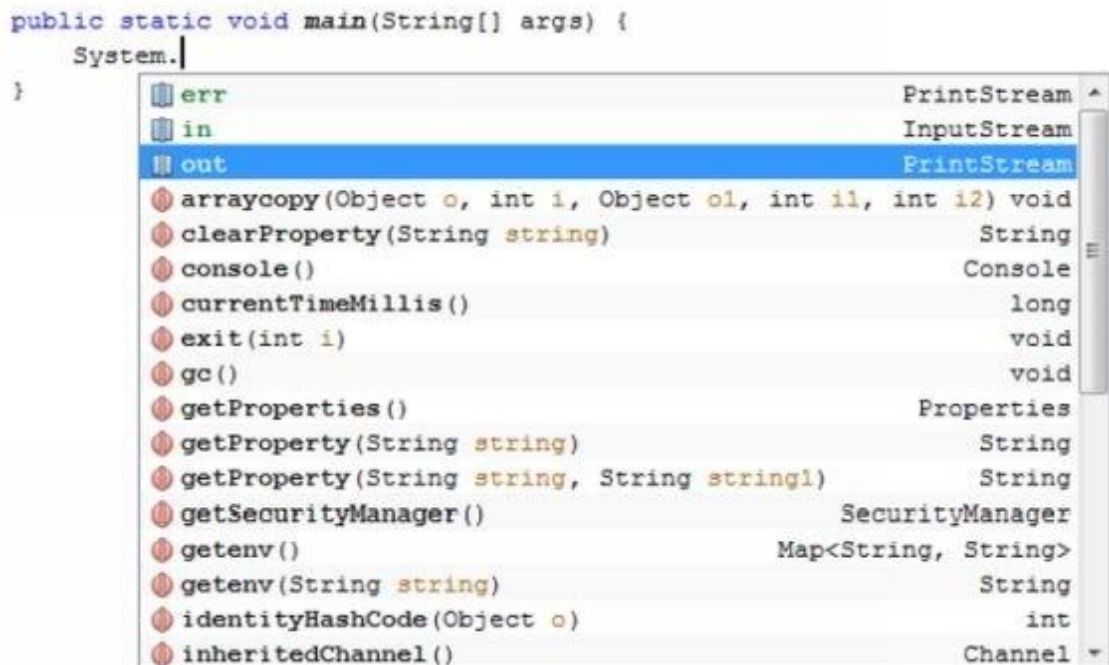 public static void main(String[] args) {
System.
}
err PrintStream
in InputStream
out PrintStream
arraycopy(Object o, int i, Object o1, int i1, int i2) void
clearProperty(String string) String
console() Console
currentTimeMillis() long
exit(int i) void
gc() void
getProperties() Properties
getProperty(String string) String
getProperty(String string, String string1) String
getSecurityManager() SecurityManager
getenv() Map<String, String>
getenv(String string) String
identityHashCode(Object o) int
inheritedChannel() Channel